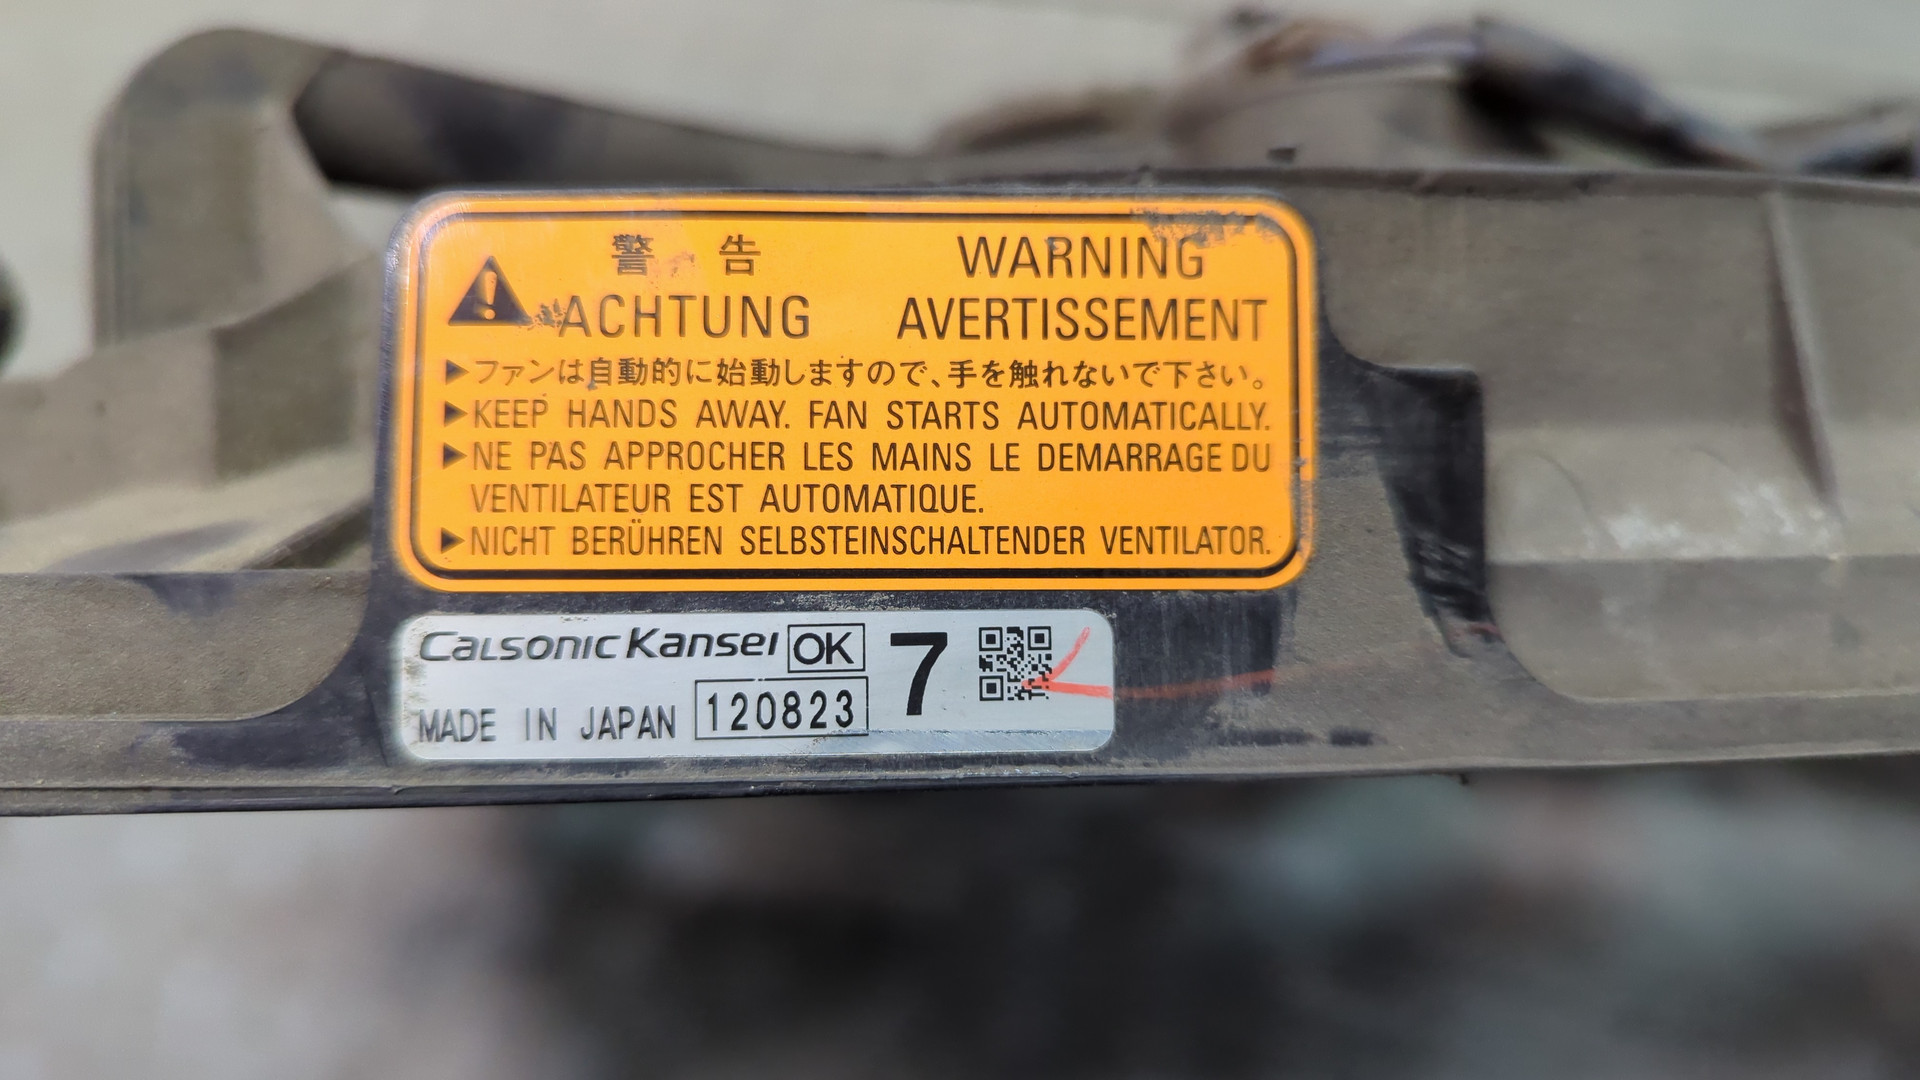 警告 WARNING
ACHTUNG AVERTISSEMENT
▶ファンは自動的に始動しますので、手を触れないで下さい。
▶KEEP HANDS AWAY. FAN STARTS AUTOMATICALLY.
▶NE PAS APPROCHER LES MAINS LE DEMARRAGE DU
VENTILATEUR EST AUTOMATIQUE.
▶NICHT BERÜHREN SELBSTEINSCHALTENDER VENTILATOR.
CALSONIC KANSEI OK 7
MADE IN JAPAN 120823